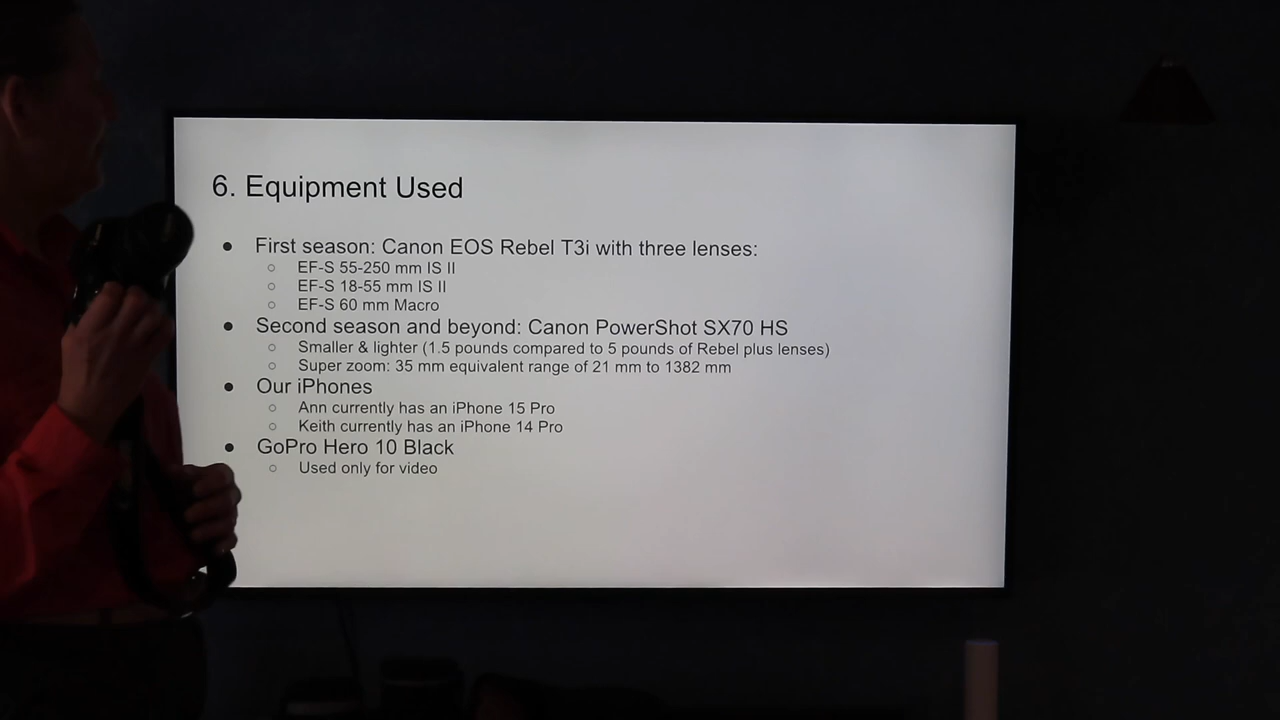 6. Equipment Used
● First season: Canon EOS Rebel T3i with three lenses:
○ EF-S 55-250 mm IS II
○ EF-S 18-55 mm IS II
○ EF-S 60 mm Macro
● Second season and beyond: Canon PowerShot SX70 HS
○ Smaller & lighter (1.5 pounds compared to 5 pounds of Rebel plus lenses)
○ Super zoom: 35 mm equivalent range of 21 mm to 1382 mm
● Our iPhones
○ Ann currently has an iPhone 15 Pro
○ Keith currently has an iPhone 14 Pro
● GoPro Hero 10 Black
○ Used only for video